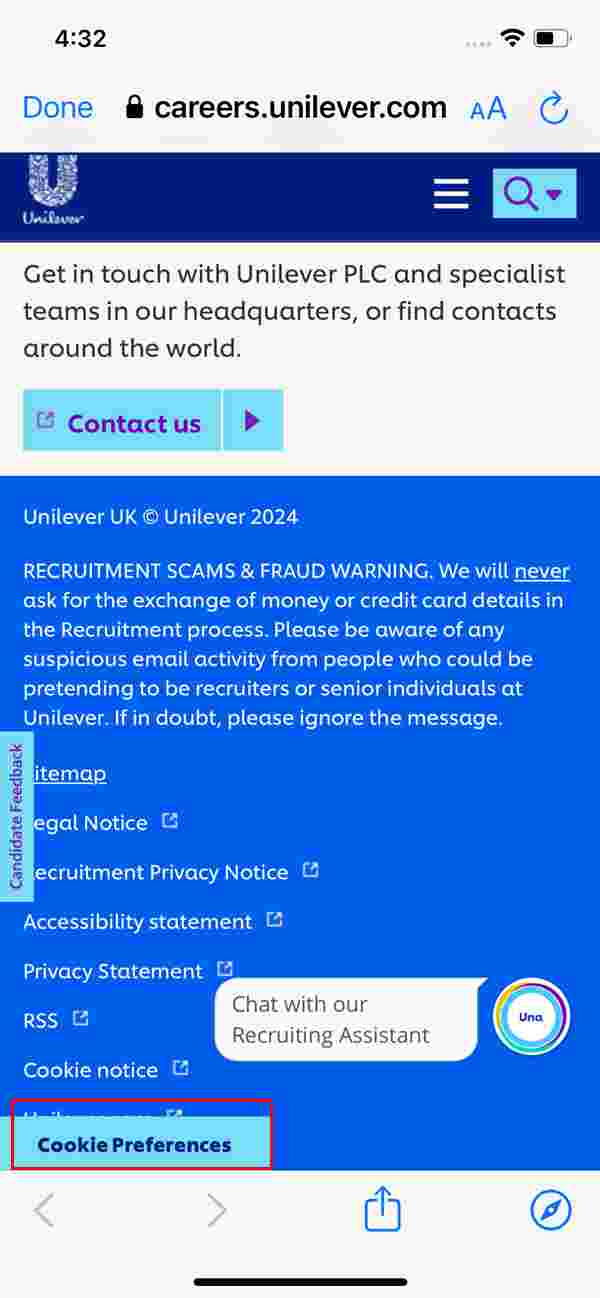 4:32
Done careers.unilever.com AA
Unilever
Get in touch with Unilever PLC and specialist
teams in our headquarters, or find contacts
around the world.
Contact us
Unilever UK © Unilever 2024
RECRUITMENT SCAMS & FRAUD WARNING. We will never
ask for the exchange of money or credit card details in
the Recruitment process. Please be aware of any
suspicious email activity from people who could be
pretending to be recruiters or senior individuals at
Unilever. If in doubt, please ignore the message.
Candidate Feedback
itemap
egal Notice
ecruitment Privacy Notice
Accessibility statement
Privacy Statement
Chat with our
Recruiting Assistant
Una
RSS
Cookie notice
Cookie Preferences